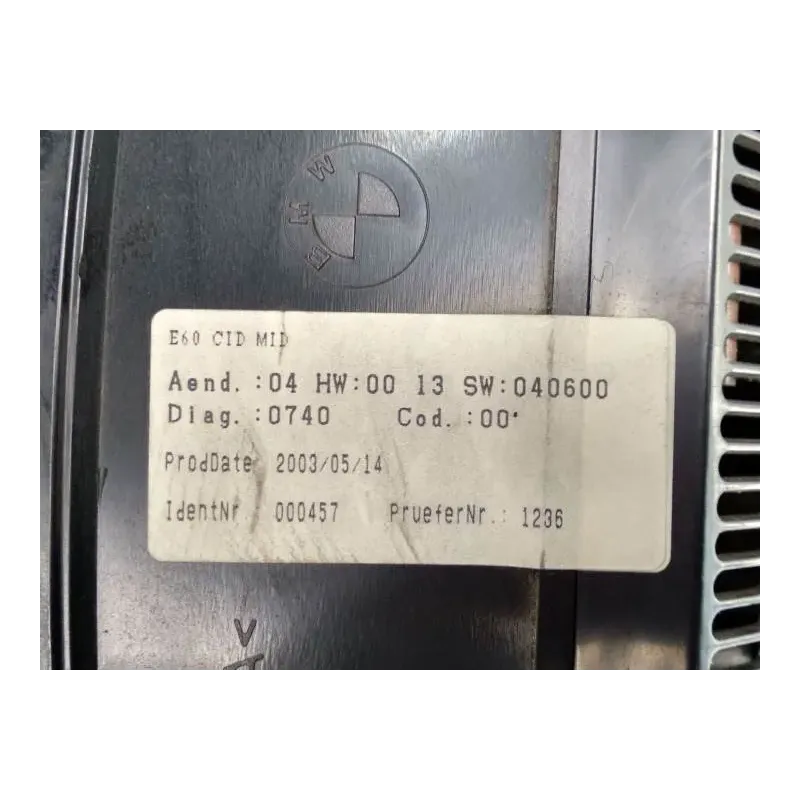 BMW
E60 CID MID
Aend.:04 HW:00 13 SW:040600
Diag.:0740 Cod.:00
ProdDate 2003/05/14
IdentNr 000457 PrueferNr.: 1236